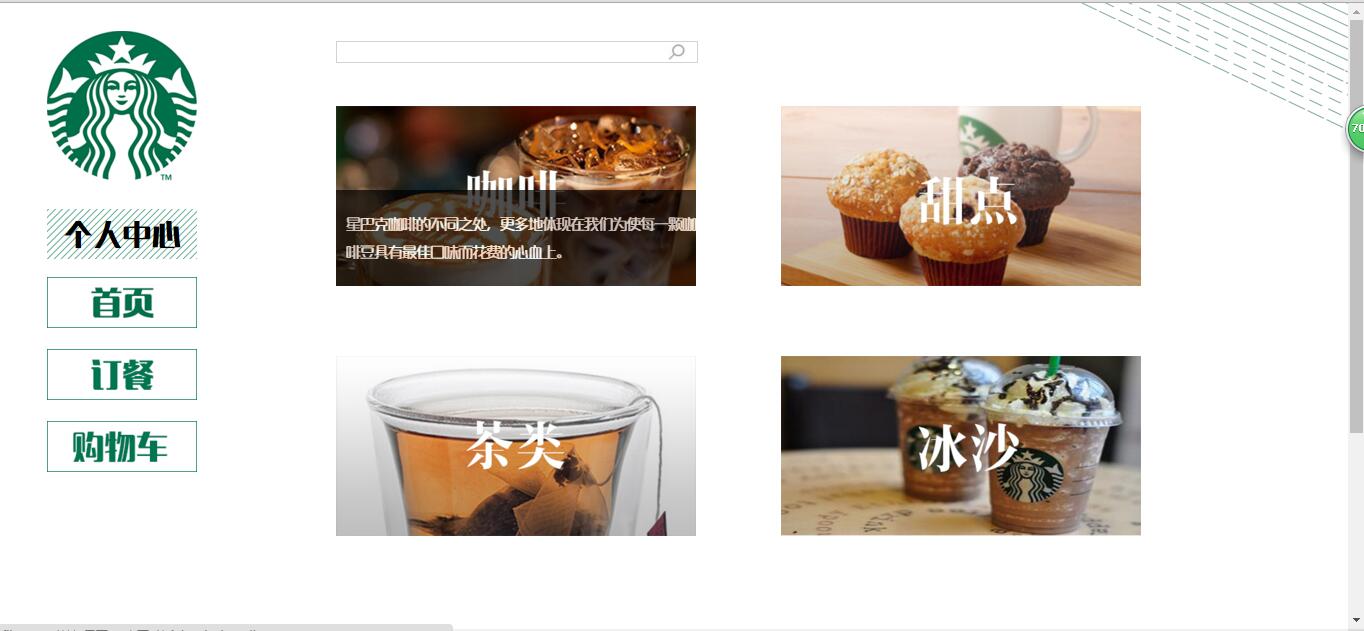 TM
个人中心
首页
订餐
购物车
咖啡
星巴克咖啡的不同之处，更多地体现在我们为使每一颗咖
啡豆具有最佳口味而花费的心血上。
甜点
茶类
冰沙
70